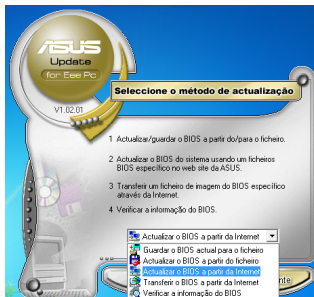 ASUS
Update
for Eee Pc
V1.02.01
Seleccione o método de actualização
1 Actualizar/guardar o BIOS a partir do/para o ficheiro.
2 Actualizar o BIOS do sistema usando um ficheiros
BIOS específico no web site da ASUS.
3 Transferir um ficheiro de imagem do BIOS específico
através da Internet.
4 Verificar a informação do BIOS.
Actualizar o BIOS a partir da Internet
Guardar o BIOS actual para o ficheiro
Actualizar o BIOS a partir do ficheiro
Actualizar o BIOS a partir da Internet
Transferir o BIOS a partir da Internet
Verificar a informação do BIOS